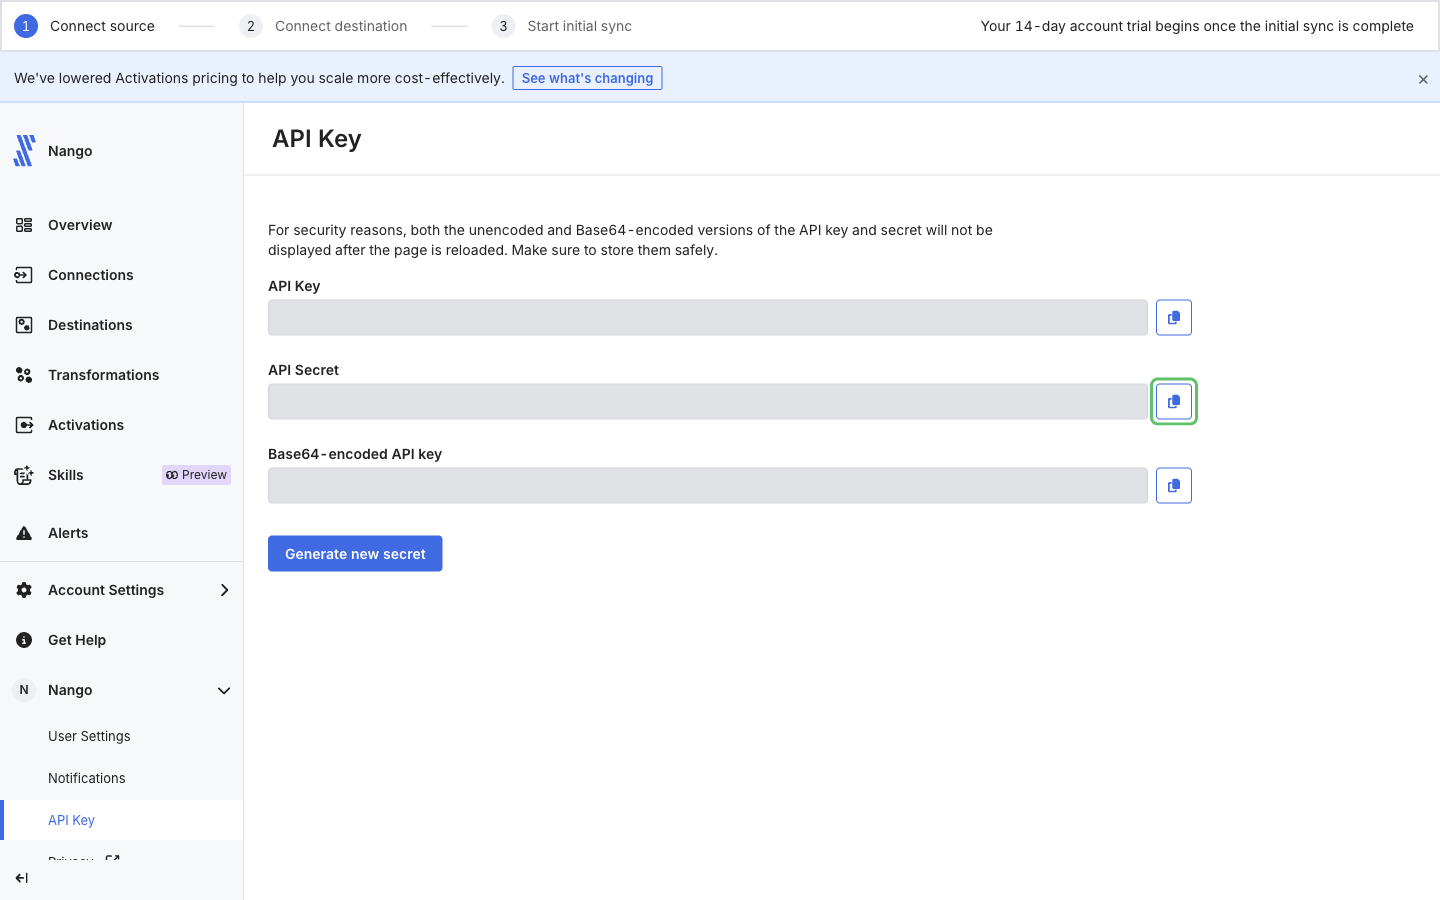 1 Connect source 2 Connect destination 3 Start initial sync Your 14-day account trial begins once the initial sync is complete
We've lowered Activations pricing to help you scale more cost-effectively. See what's changing
Nango
Overview
Connections
Destinations
Transformations
Activations
Skills Preview
Alerts
Account Settings
Get Help
N Nango
User Settings
Notifications
API Key
Privacy
API Key
For security reasons, both the unencoded and Base64-encoded versions of the API key and secret will not be
displayed after the page is reloaded. Make sure to store them safely.
API Key
API Secret
Base64-encoded API key
Generate new secret